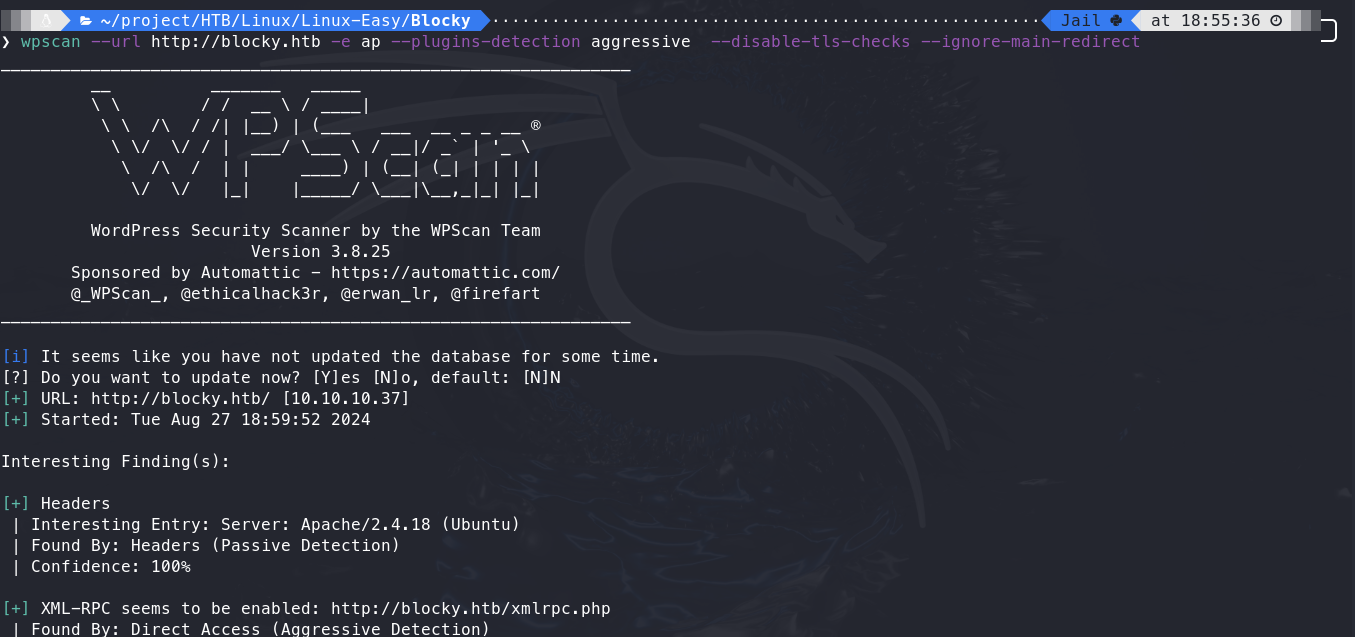 ~/project/HTB/Linux/Linux-Easy/Blocky Jail at 18:55:36
❯ wpscan --url http://blocky.htb -e ap --plugins-detection aggressive  --disable-tls-checks --ignore-main-redirect
_______________________________________________________________
         __          _______   _____
         \ \        / /  __ \ / ____|
          \ \  /\  / /| |__) | (___   ___  __ _ _ __ ®
           \ \/  \/ / |  ___/ \___ \ / __|/ _` | '_ \
            \  /\  /  | |     ____) | (__| (_| | | | |
             \/  \/   |_|    |_____/ \___|\__,_|_| |_|
         WordPress Security Scanner by the WPScan Team
                         Version 3.8.25
       Sponsored by Automattic - https://automattic.com/
       @_WPScan_, @ethicalhack3r, @erwan_lr, @firefart
_______________________________________________________________
[i] It seems like you have not updated the database for some time.
[?] Do you want to update now? [Y]es [N]o, default: [N]N
[+] URL: http://blocky.htb/ [10.10.10.37]
[+] Started: Tue Aug 27 18:59:52 2024
Interesting Finding(s):
[+] Headers
 | Interesting Entry: Server: Apache/2.4.18 (Ubuntu)
 | Found By: Headers (Passive Detection)
 | Confidence: 100%
[+] XML-RPC seems to be enabled: http://blocky.htb/xmlrpc.php
 | Found By: Direct Access (Aggressive Detection)